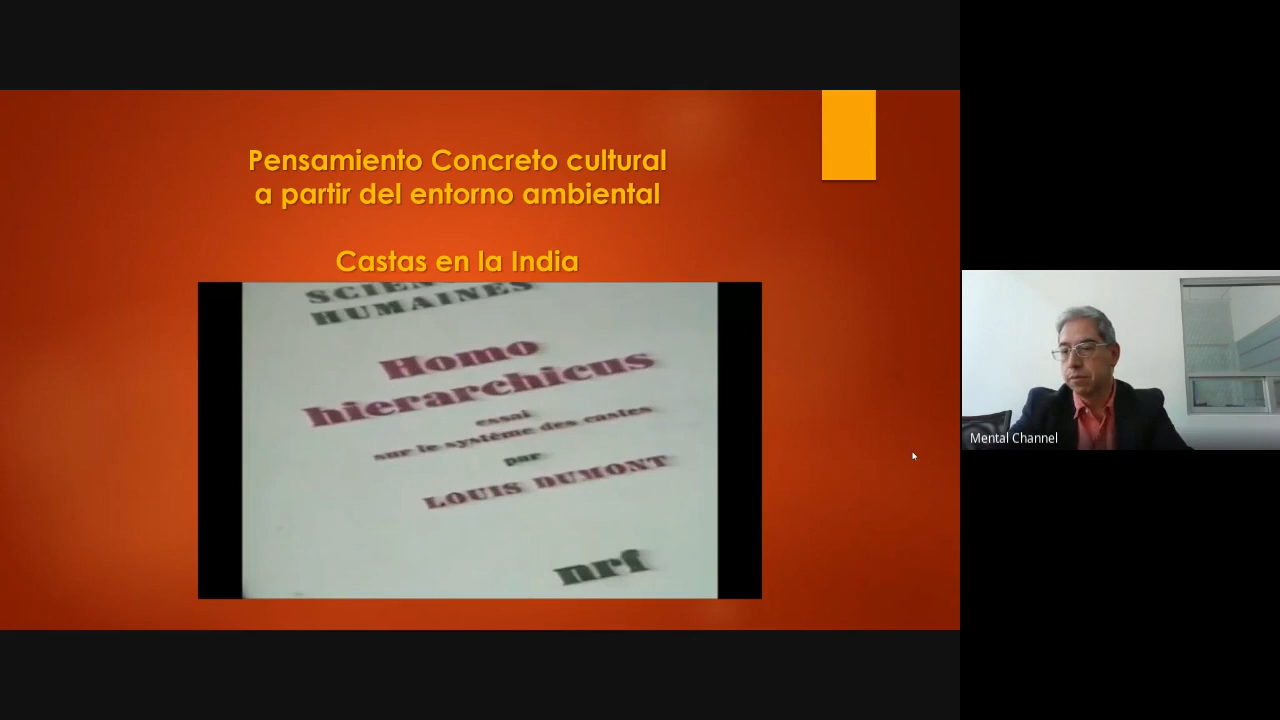 Pensamiento Concreto cultural
a partir del entorno ambiental
Castas en la India
HUMAINES
Homo
hierarchicus
essai
sur le système des castes
par
LOUIS DUMONT
nrf
Mental Channel